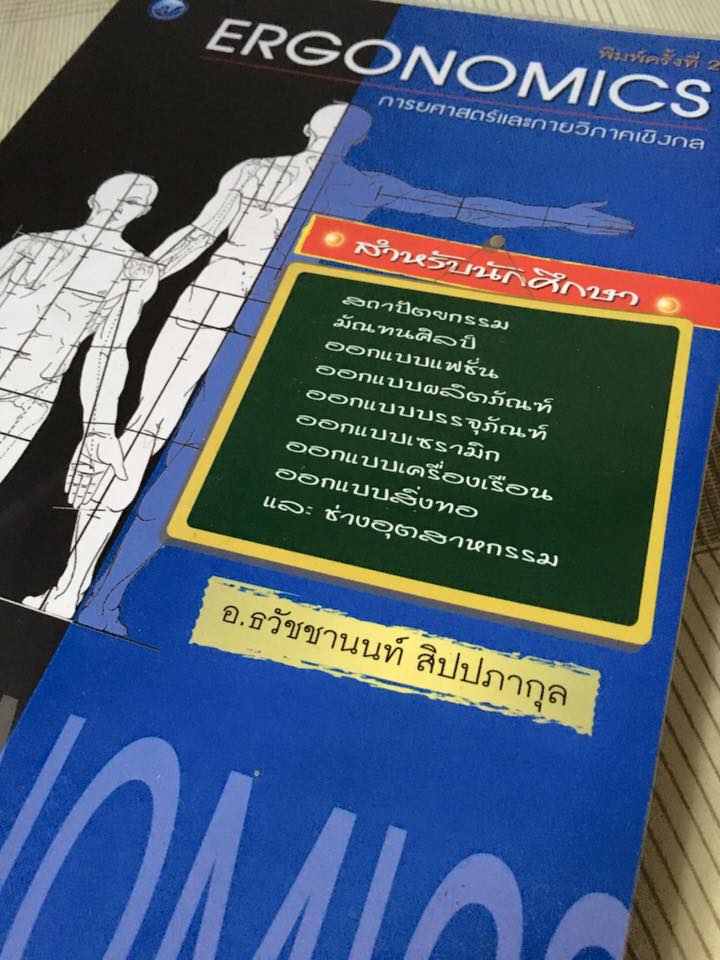 ERGONOMICS
พิมพ์ครั้งที่ 2
การยศาสตร์และกายวิภาคเชิงกล
สำหรับนักศึกษา
สถาปัตยกรรม
มัณฑนศิลป์
ออกแบบแฟชั่น
ออกแบบผลิตภัณฑ์
ออกแบบบรรจุภัณฑ์
ออกแบบเซรามิก
ออกแบบเครื่องเรือน
ออกแบบสิ่งทอ
และ ช่างอุตสาหกรรม
อ.ธวัชชานนท์ สิปปภากุล
NOMICS